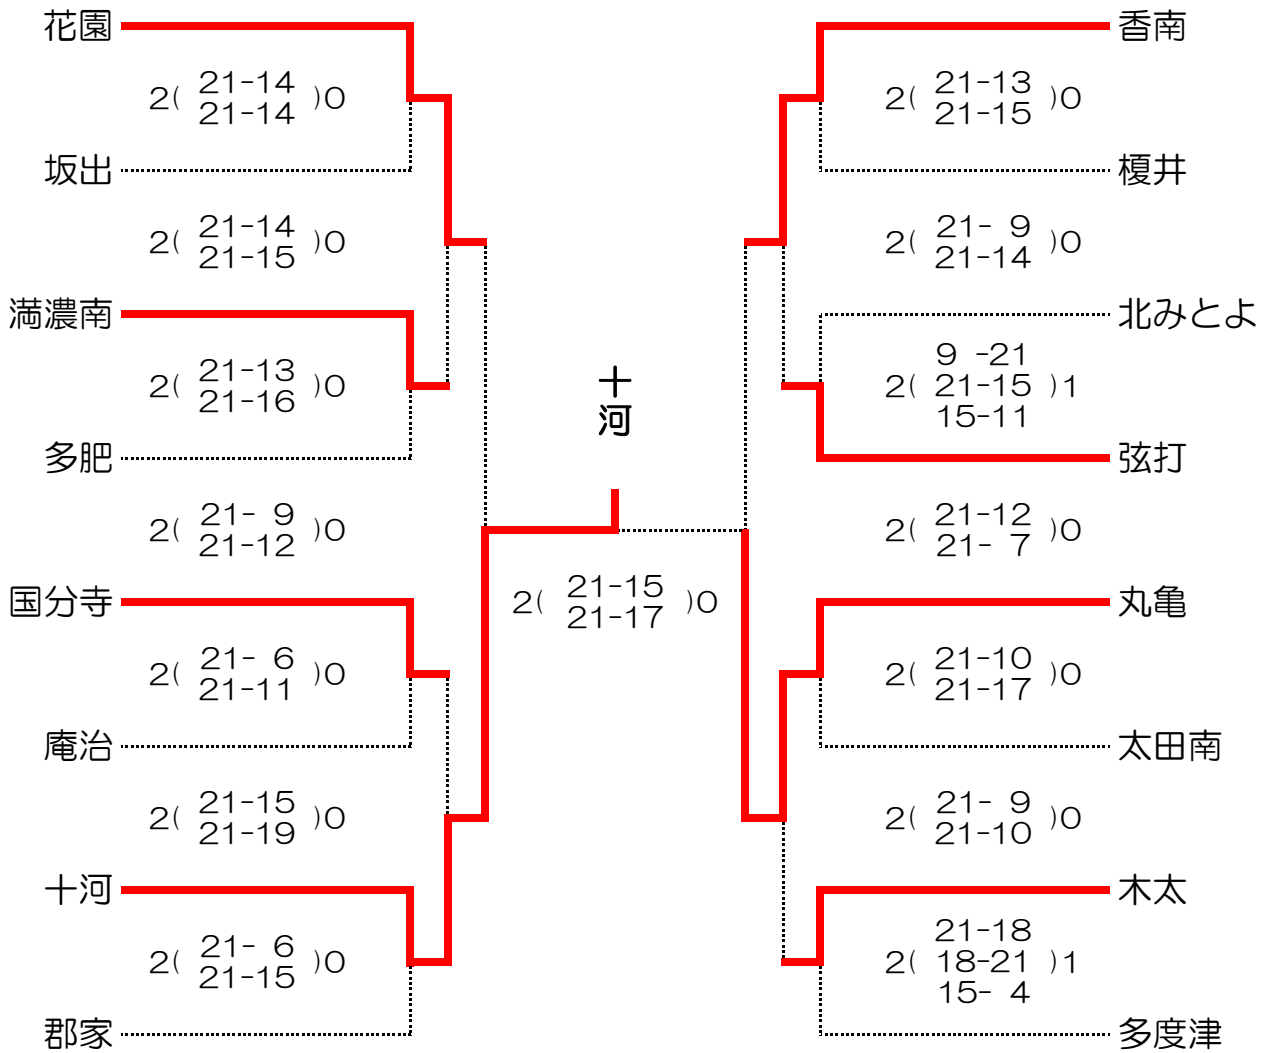 花園
2( 21-14 )0
21-14
坂出
2( 21-14 )0
21-15
満濃南
2( 21-13 )0
21-16
多肥
2( 21- 9 )0
21-12
国分寺
2( 21- 6 )0
21-11
庵治
2( 21-15 )0
21-19
十河
2( 21- 6 )0
21-15
郡家
十河
2( 21-15 )0
21-17
香南
2( 21-13 )0
21-15
榎井
2( 21- 9 )0
21-14
北みとよ
9 -21
2( 21-15 )1
15-11
弦打
2( 21-12 )0
21- 7
丸亀
2( 21-10 )0
21-17
太田南
2( 21- 9 )0
21-10
木太
21-18
2( 18-21 )1
15- 4
多度津